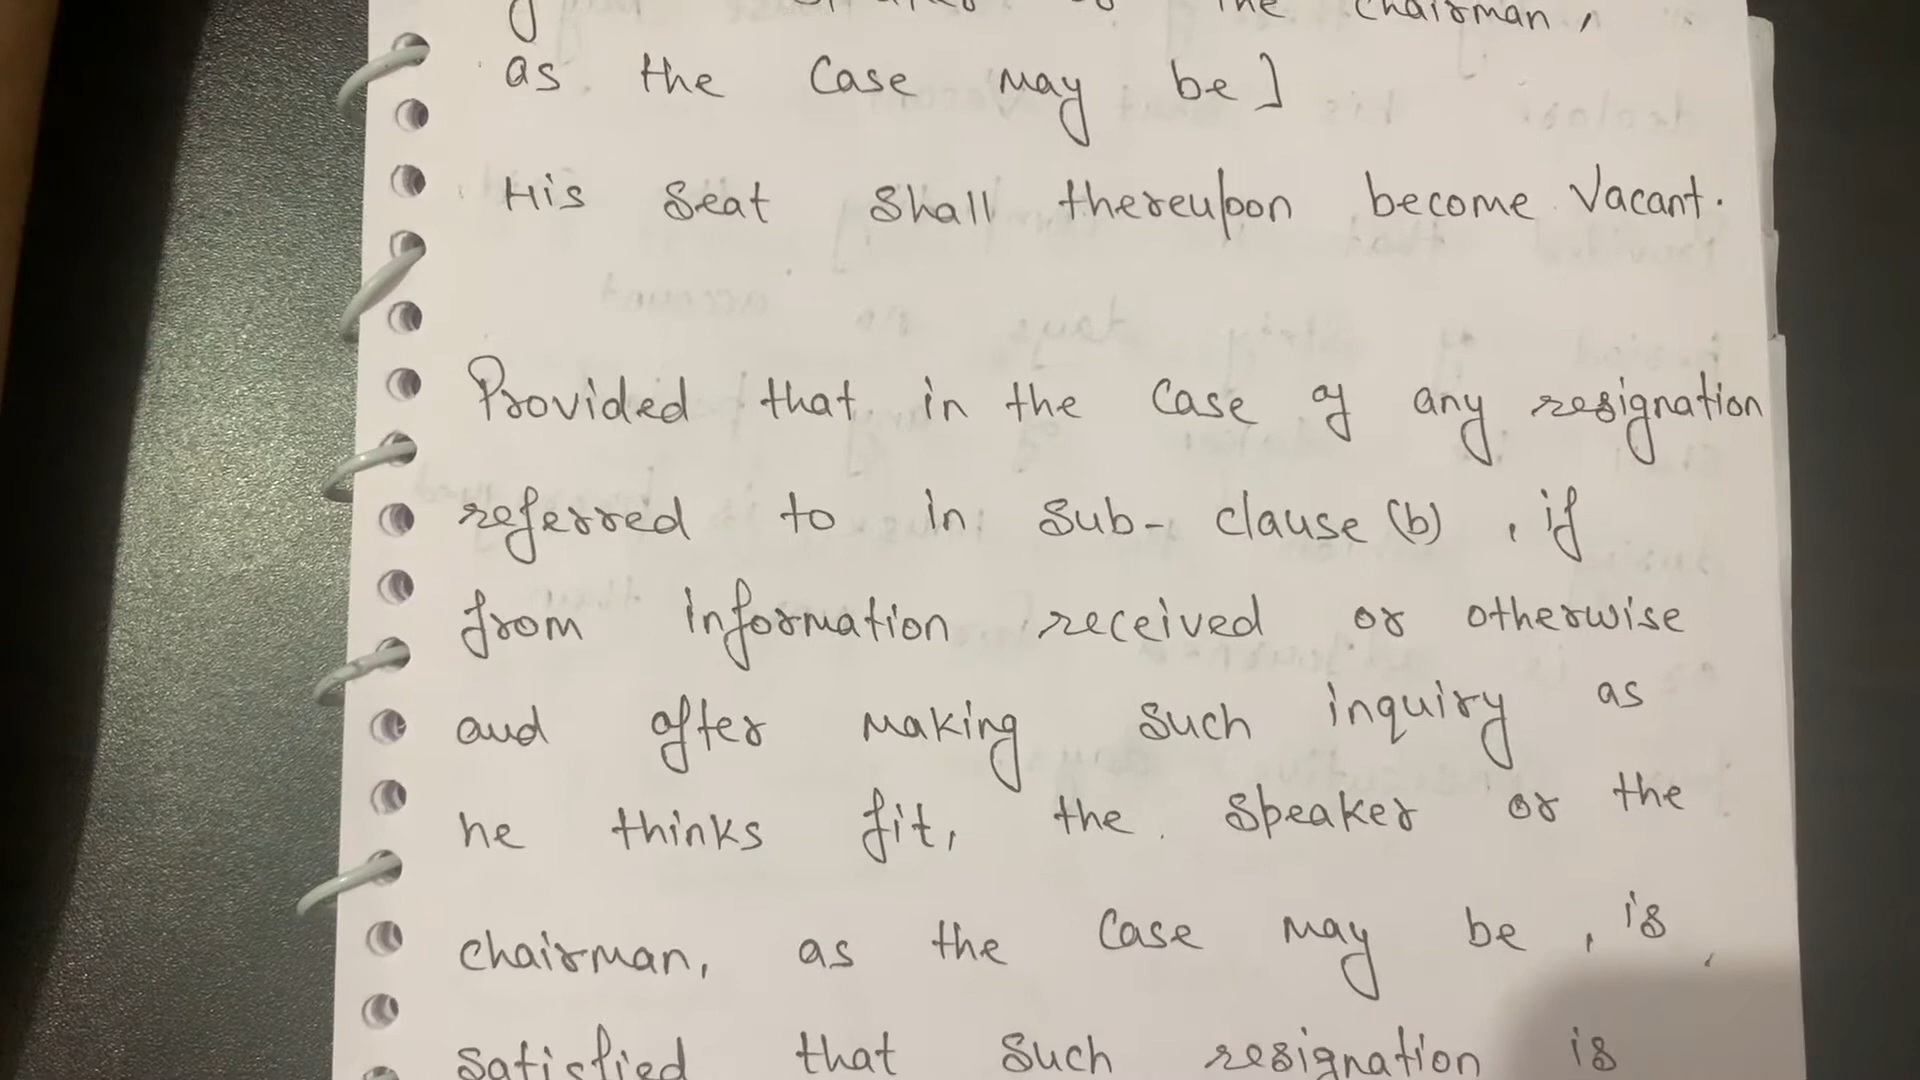 the Chairman,
as the Case may be]
His Seat Shall thereupon become Vacant.
Provided that in the Case of any resignation
referred to in Sub-clause (b), if
from information received or otherwise
and after making Such inquiry as
he thinks fit, the Speaker or the
chairman, as the Case may be, is
Satisfied that Such resignation is